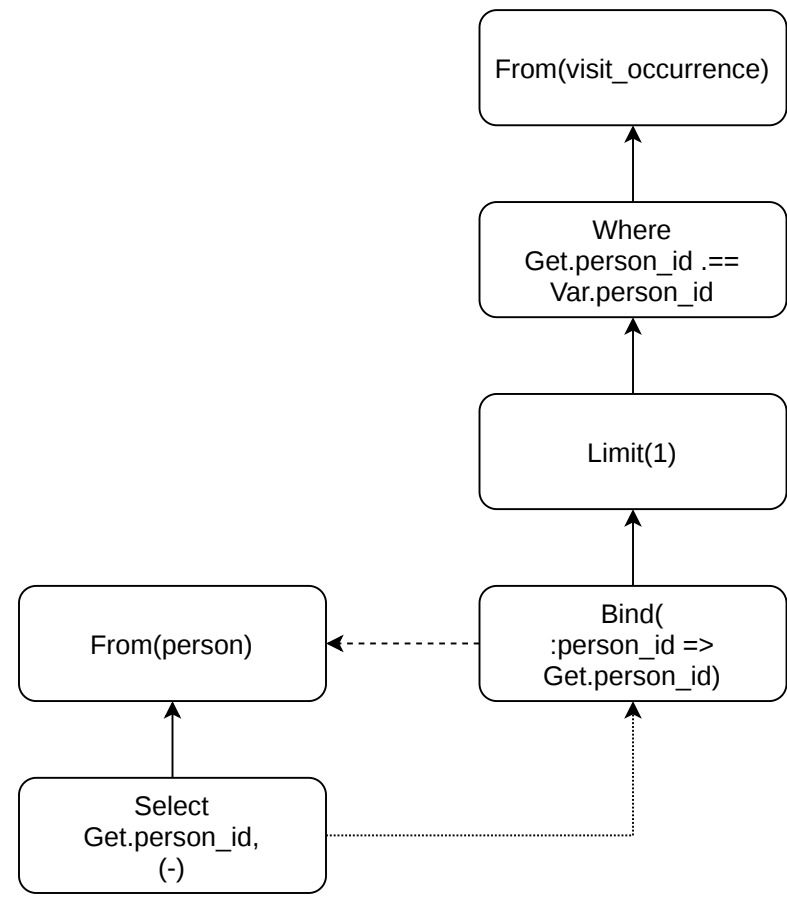 From(visit_occurrence)
Where
Get.person_id .==
Var.person_id
Limit(1)
From(person)
Bind(
:person_id =>
Get.person_id)
Select
Get.person_id,
(-)